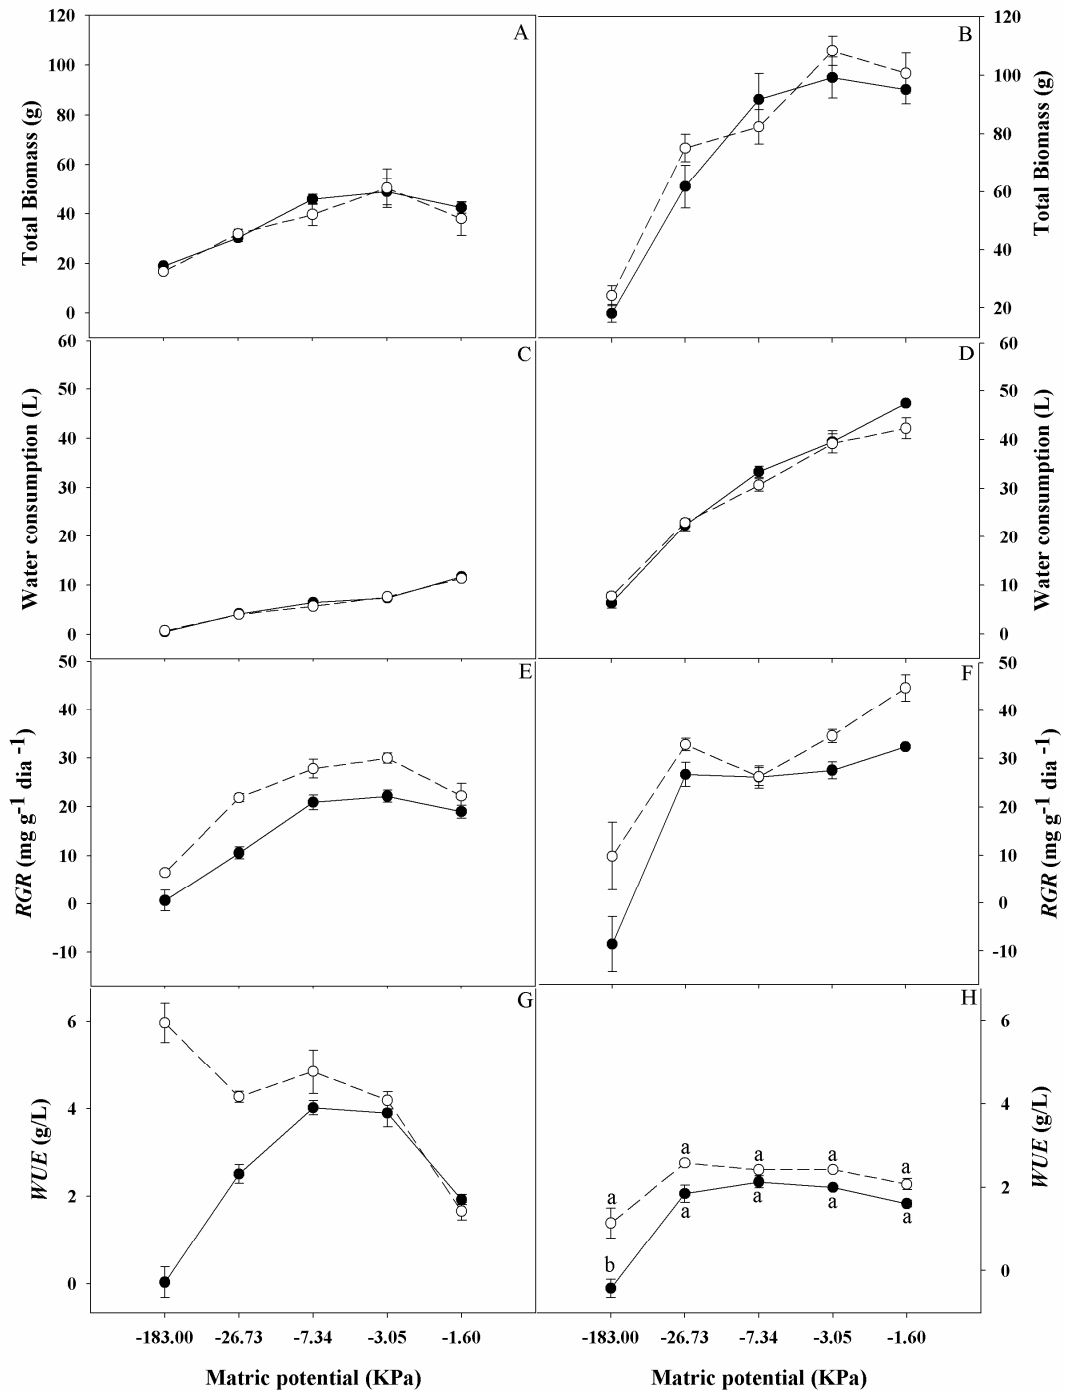 A
120
100
80
60
40
20
0
Total Biomass (g)
B
120
100
80
60
40
20
Total Biomass (g)
C
60
50
40
30
20
10
0
Water consumption (L)
D
60
50
40
30
20
10
0
Water consumption (L)
E
50
40
30
20
10
0
-10
RGR (mg g-1 dia -1)
F
50
40
30
20
10
0
-10
RGR (mg g-1 dia -1)
G
6
4
2
0
WUE (g/L)
H
6
4
2
0
WUE (g/L)
a a a a a
b a a a a
-183.00 -26.73 -7.34 -3.05 -1.60
Matric potential (KPa)
-183.00 -26.73 -7.34 -3.05 -1.60
Matric potential (KPa)